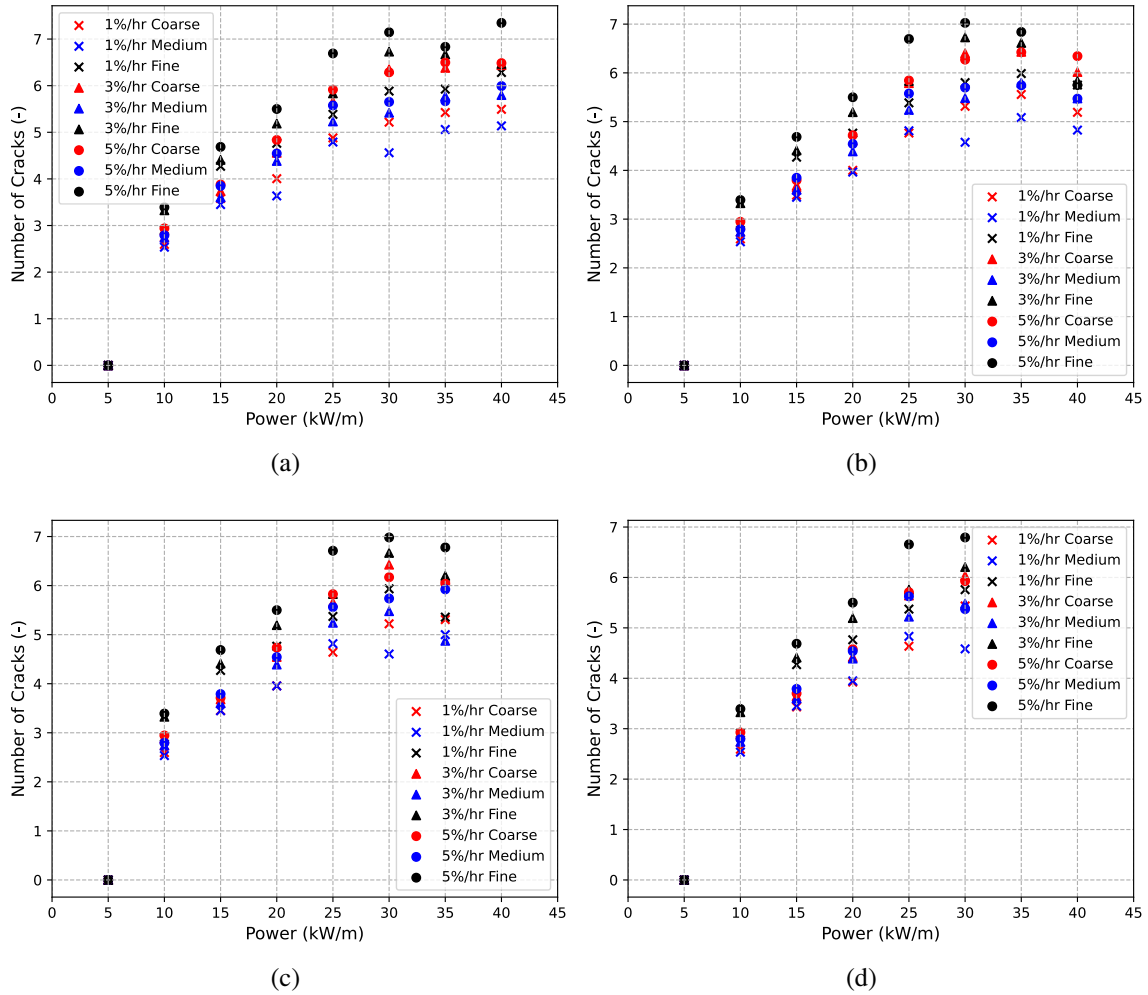 1%/hr Coarse
1%/hr Medium
1%/hr Fine
3%/hr Coarse
3%/hr Medium
3%/hr Fine
5%/hr Coarse
5%/hr Medium
5%/hr Fine
Number of Cracks (-)
7
6
5
4
3
2
1
0
0 5 10 15 20 25 30 35 40 45
Power (kW/m)
(a)
Number of Cracks (-)
7
6
5
4
3
2
1
0
1%/hr Coarse
1%/hr Medium
1%/hr Fine
3%/hr Coarse
3%/hr Medium
3%/hr Fine
5%/hr Coarse
5%/hr Medium
5%/hr Fine
0 5 10 15 20 25 30 35 40 45
Power (kW/m)
(b)
Number of Cracks (-)
7
6
5
4
3
2
1
0
1%/hr Coarse
1%/hr Medium
1%/hr Fine
3%/hr Coarse
3%/hr Medium
3%/hr Fine
5%/hr Coarse
5%/hr Medium
5%/hr Fine
0 5 10 15 20 25 30 35 40 45
Power (kW/m)
(c)
Number of Cracks (-)
7
6
5
4
3
2
1
0
1%/hr Coarse
1%/hr Medium
1%/hr Fine
3%/hr Coarse
3%/hr Medium
3%/hr Fine
5%/hr Coarse
5%/hr Medium
5%/hr Fine
0 5 10 15 20 25 30 35 40 45
Power (kW/m)
(d)